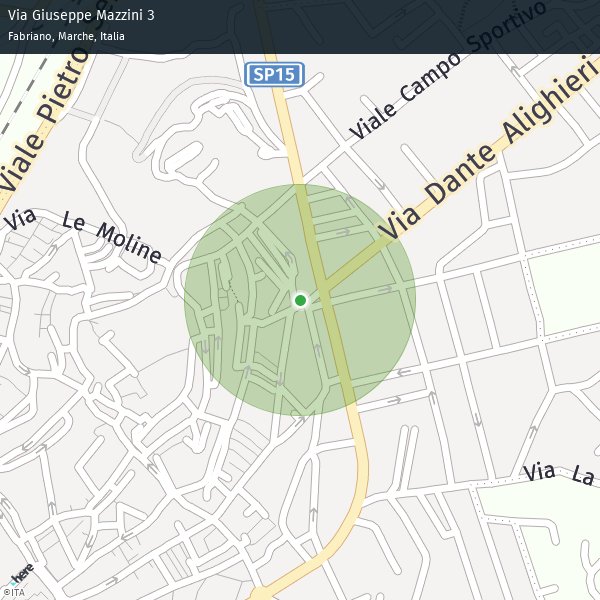 Via Giuseppe Mazzini 3
Fabriano, Marche, Italia
SP15
Viale Campo Sportivo
Viale Pietro
Via Dante Alighieri
Via Le Moline
Via La
here
©ITA